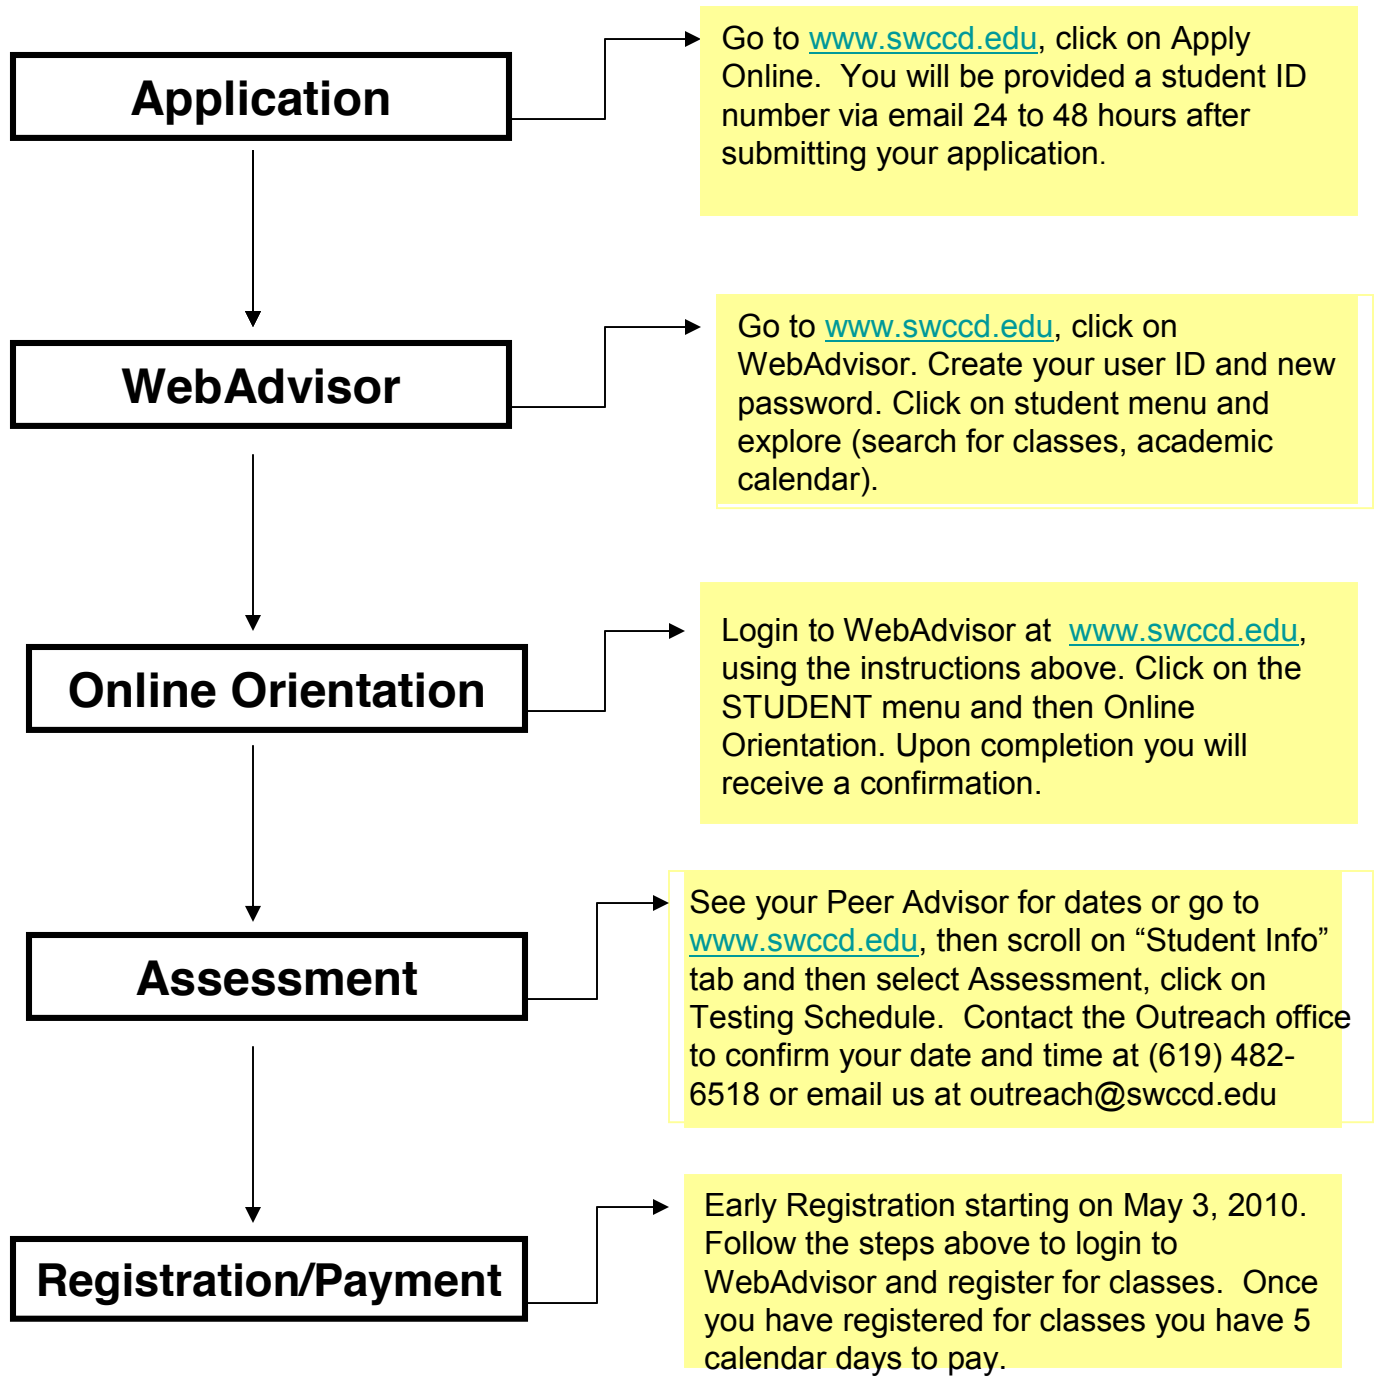 Application
Go to www.swccd.edu, click on Apply
Online.  You will be provided a student ID
number via email 24 to 48 hours after
submitting your application.
WebAdvisor
Go to www.swccd.edu, click on
WebAdvisor. Create your user ID and new
password. Click on student menu and
explore (search for classes, academic
calendar).
Online Orientation
Login to WebAdvisor at  www.swccd.edu,
using the instructions above. Click on the
STUDENT menu and then Online
Orientation. Upon completion you will
receive a confirmation.
Assessment
See your Peer Advisor for dates or go to
www.swccd.edu, then scroll on “Student Info”
tab and then select Assessment, click on
Testing Schedule.  Contact the Outreach office
to confirm your date and time at (619) 482-
6518 or email us at outreach@swccd.edu
Registration/Payment
Early Registration starting on May 3, 2010.
Follow the steps above to login to
WebAdvisor and register for classes.  Once
you have registered for classes you have 5
calendar days to pay.